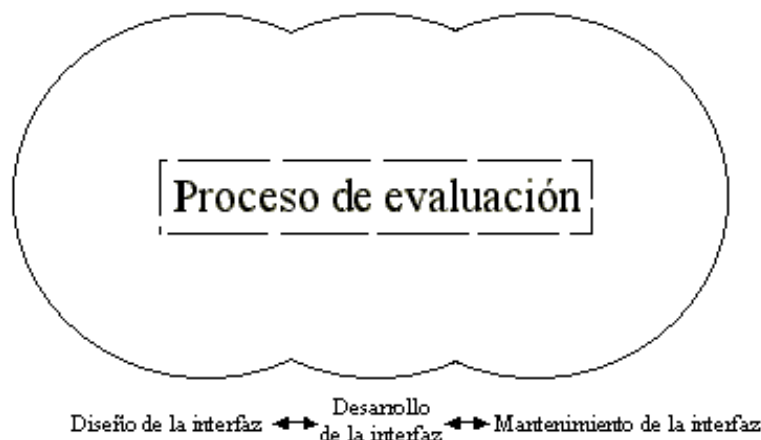 Proceso de evaluación
Diseño de la interfaz
Desarrollo
de la interfaz
Mantenimiento de la interfaz